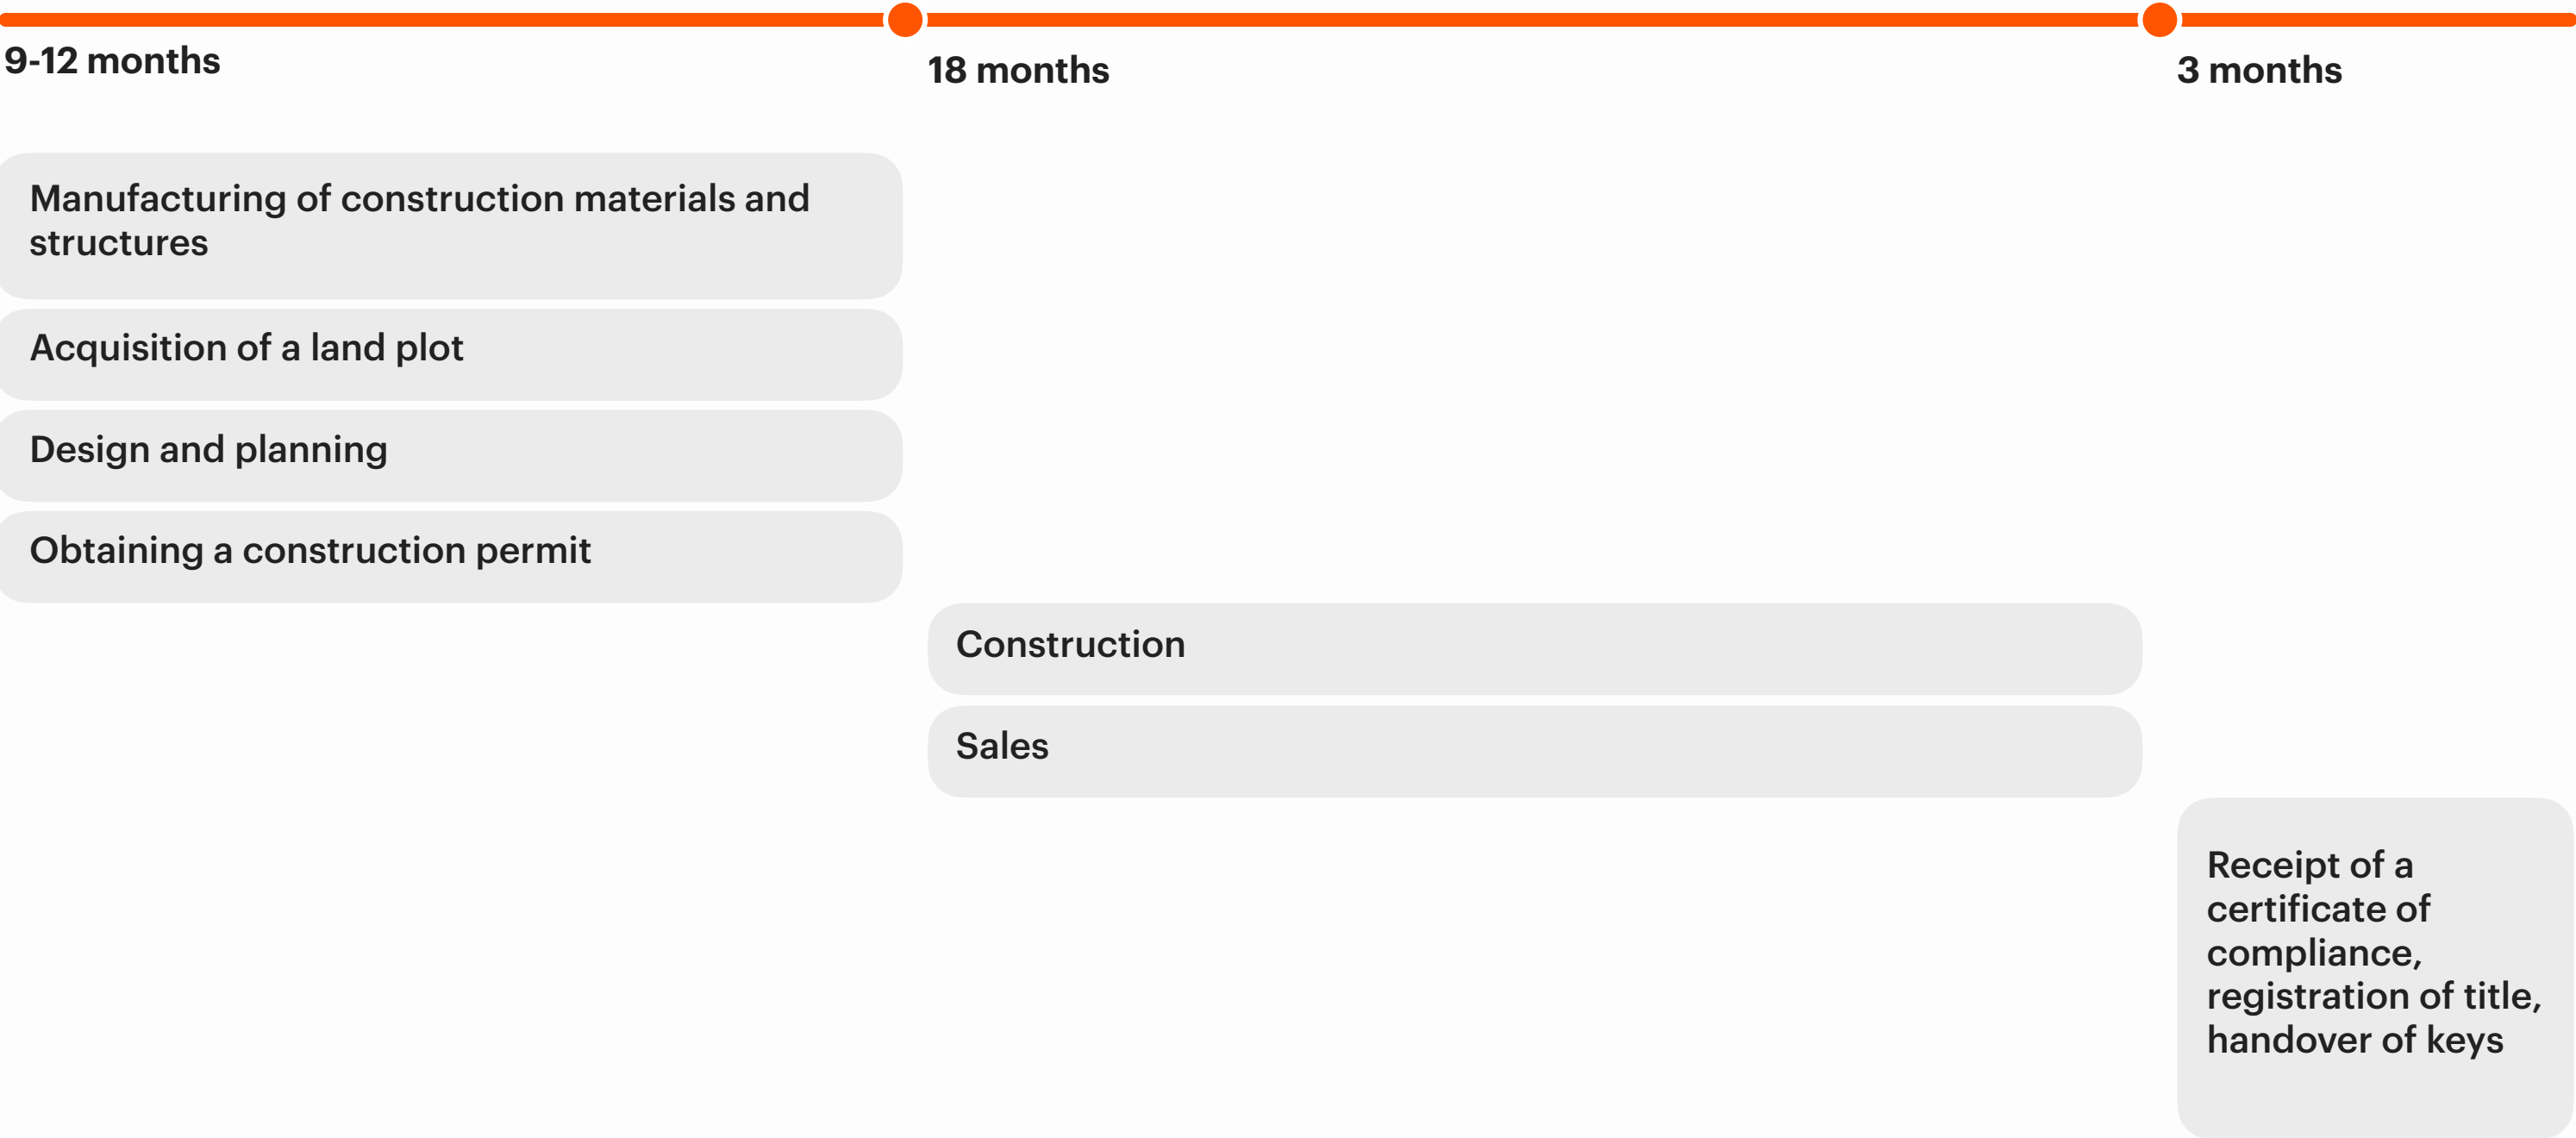 9-12 months
18 months
3 months
Manufacturing of construction materials and
structures
Acquisition of a land plot
Design and planning
Obtaining a construction permit
Construction
Sales
Receipt of a
certificate of
compliance,
registration of title,
handover of keys